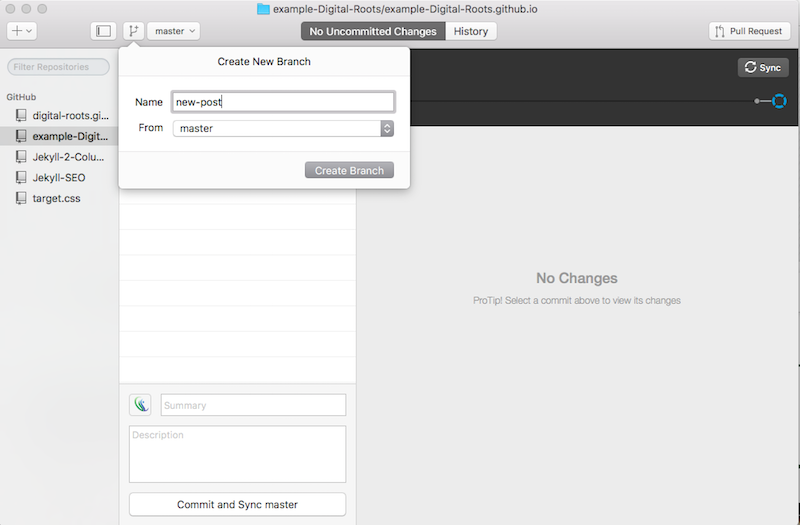 example-Digital-Roots/example-Digital-Roots.github.io
master
No Uncommitted Changes
History
Pull Request
Filter Repositories
GitHub
digital-roots.gi...
example-Digit...
Jekyll-2-Colu...
Jekyll-SEO
target.css
Create New Branch
Name
new-post
From
master
Create Branch
Sync
No Changes
ProTip! Select a commit above to view its changes
Summary
Description
Commit and Sync master